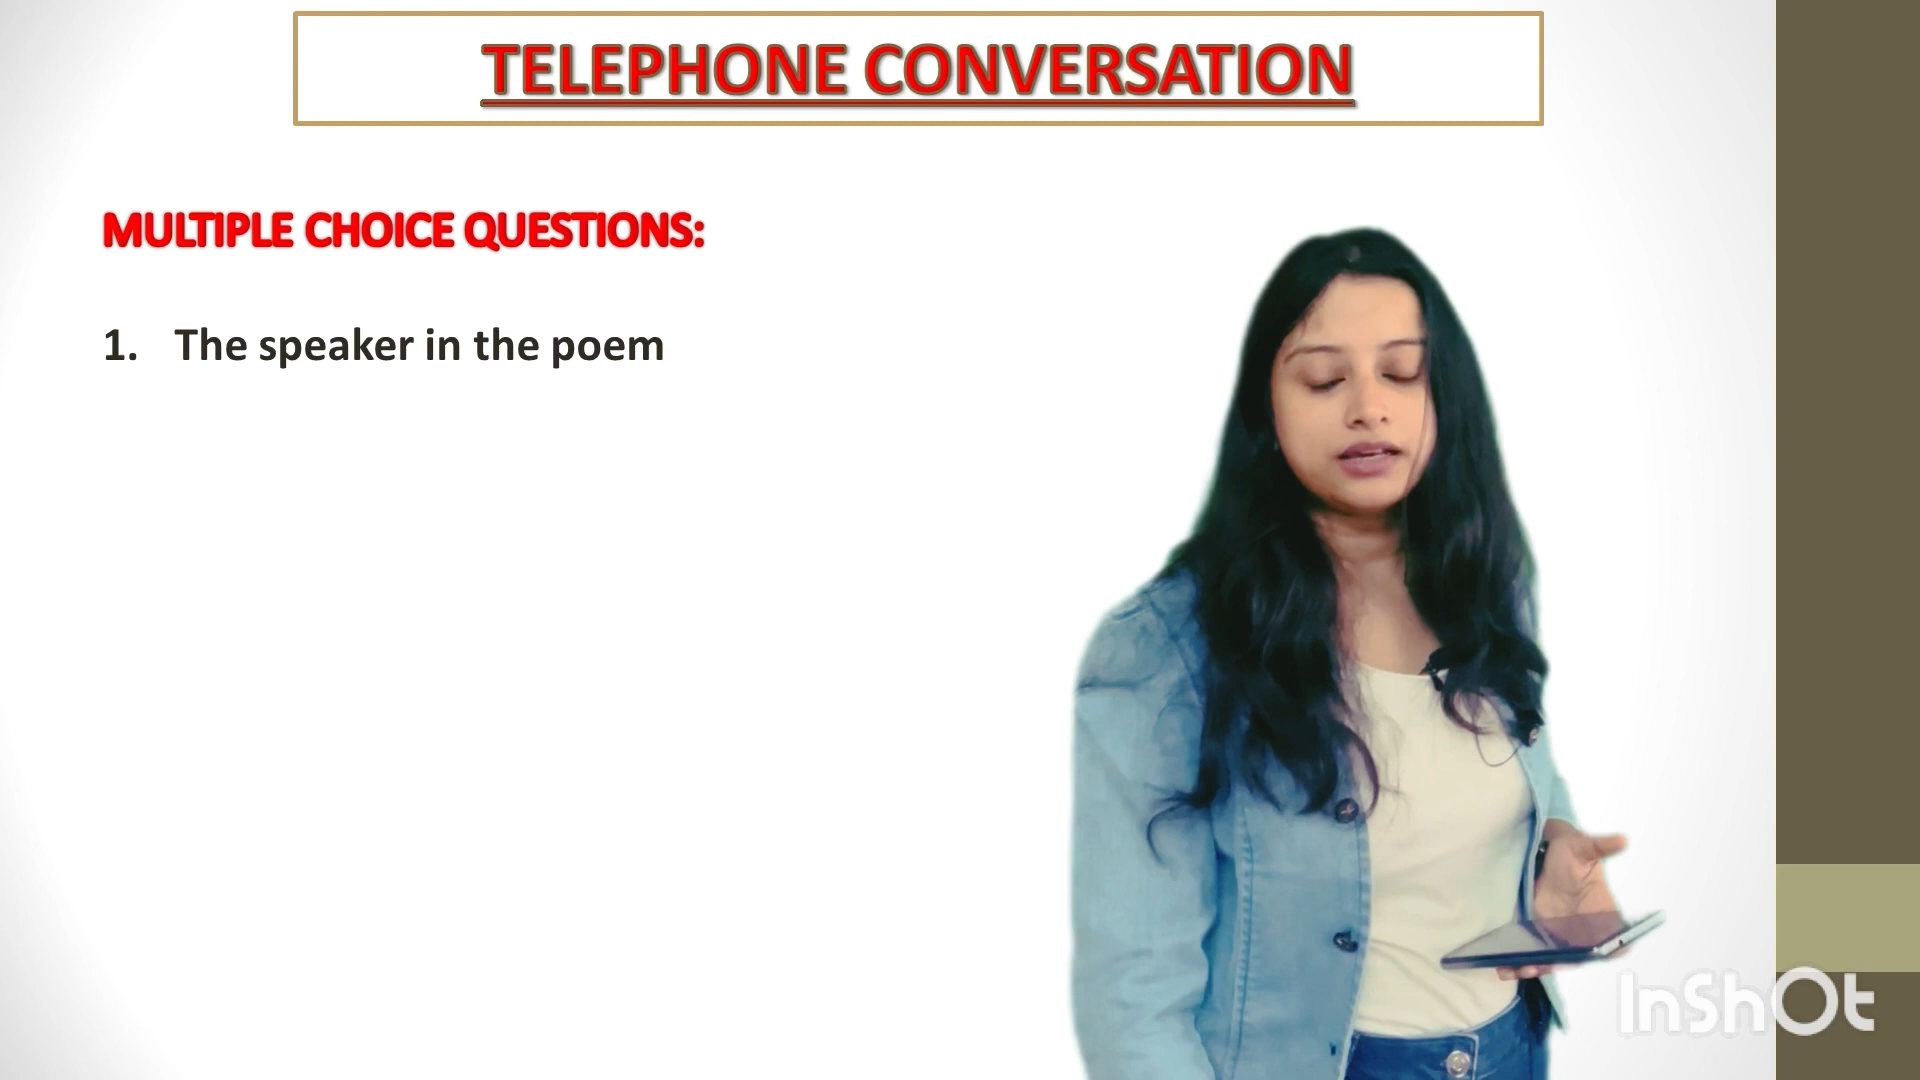 TELEPHONE CONVERSATION
MULTIPLE CHOICE QUESTIONS:
1. The speaker in the poem
InShOt